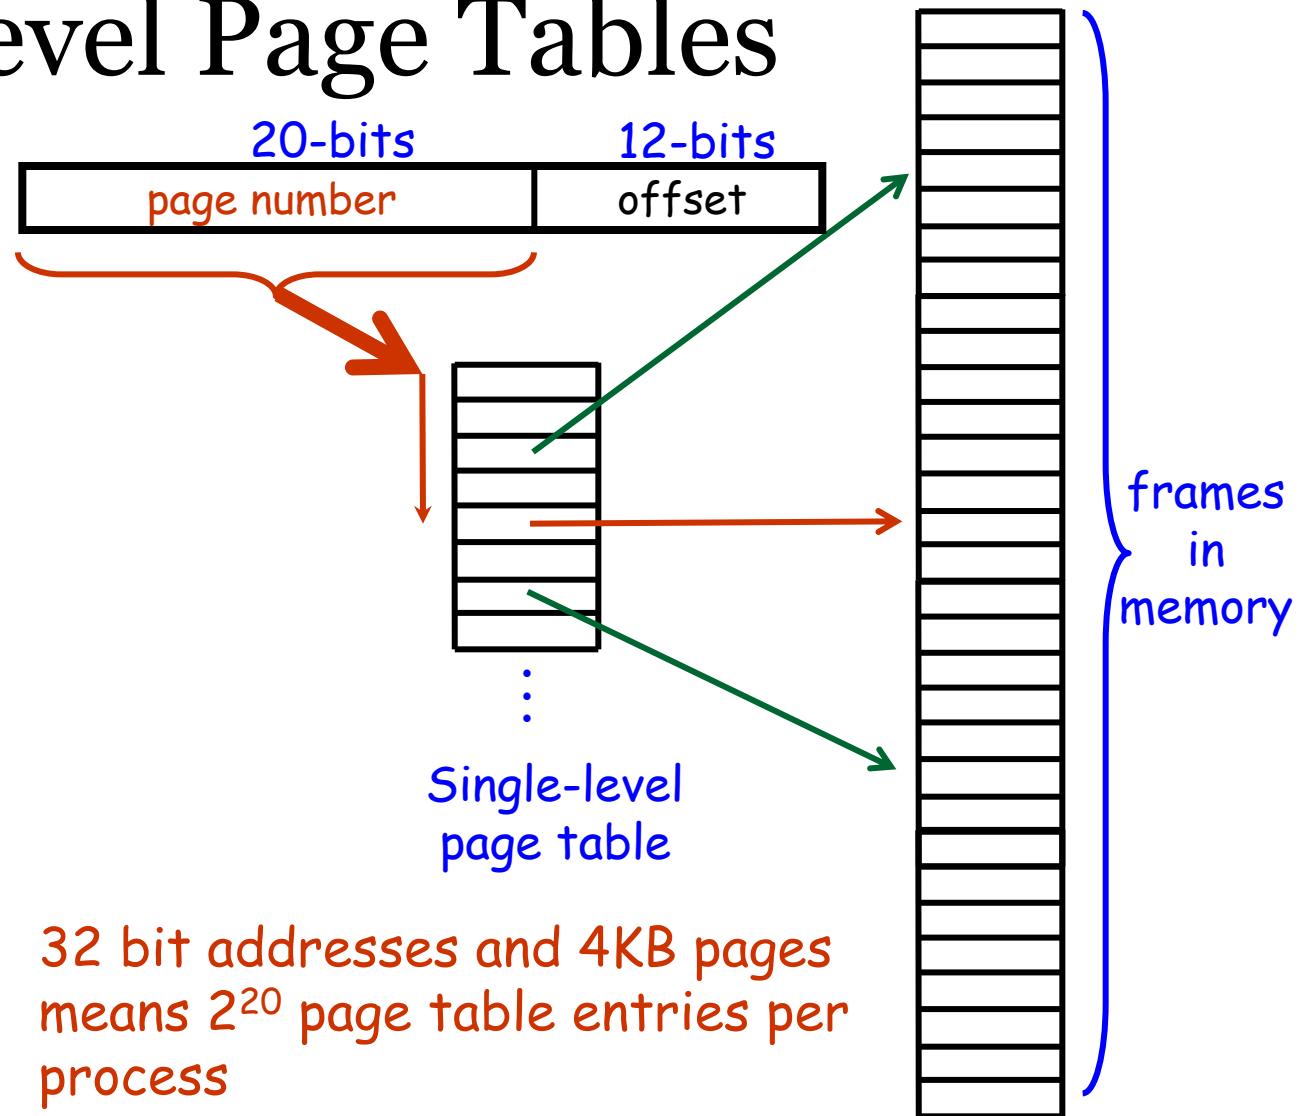 evel Page Tables
20-bits 12-bits
page number offset
frames
in
memory
Single-level
page table
32 bit addresses and 4KB pages
means 2²⁰ page table entries per
process